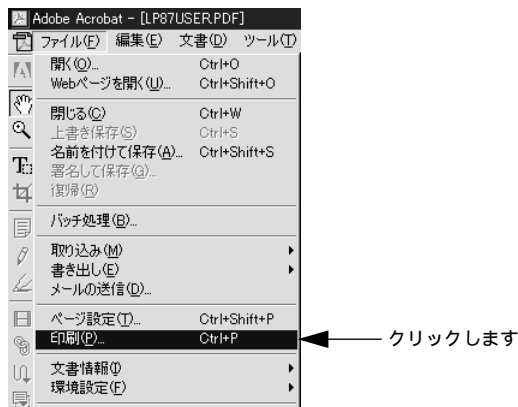 Adobe Acrobat - [LP87USER.PDF]
ファイル(F) 編集(E) 文書(D) ツール(T)
開く(O)... Ctrl+O
Webページを開く(U)... Ctrl+Shift+O
閉じる(C) Ctrl+W
上書き保存(S) Ctrl+S
名前を付けて保存(A)... Ctrl+Shift+S
署名して保存(G)...
復帰(R)
バッチ処理(B)...
取り込み(M)
書き出し(E)
メールの送信(D)...
ページ設定(T)... Ctrl+Shift+P
印刷(P)... Ctrl+P
クリックします
文書情報(I)
環境設定(F)